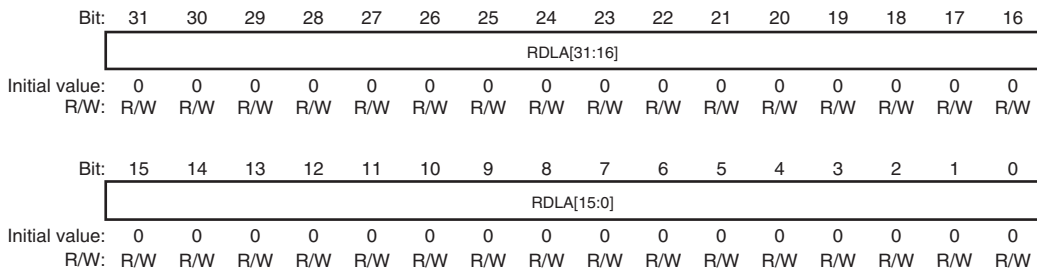 Bit: 31 30 29 28 27 26 25 24 23 22 21 20 19 18 17 16
RDLA[31:16]
Initial value: 0 0 0 0 0 0 0 0 0 0 0 0 0 0 0 0
R/W: R/W R/W R/W R/W R/W R/W R/W R/W R/W R/W R/W R/W R/W R/W R/W R/W
Bit: 15 14 13 12 11 10 9 8 7 6 5 4 3 2 1 0
RDLA[15:0]
Initial value: 0 0 0 0 0 0 0 0 0 0 0 0 0 0 0 0
R/W: R/W R/W R/W R/W R/W R/W R/W R/W R/W R/W R/W R/W R/W R/W R/W R/W